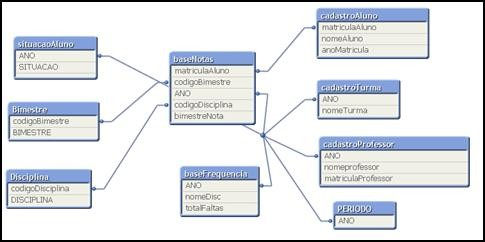 situacaoAluno
ANO
SITUACAO
Bimestre
codigoBimestre
BIMESTRE
Disciplina
codigoDisciplina
DISCIPLINA
baseNotas
matriculaAluno
codigoBimestre
ANO
codigoDisciplina
bimestreNota
baseFrequencia
ANO
nomeDisc
totalFaltas
cadastroAluno
matriculaAluno
nomeAluno
anoMatricula
cadastroTurma
ANO
nomeTurma
cadastroProfessor
ANO
nomeprofessor
matriculaProfessor
PERIODO
ANO